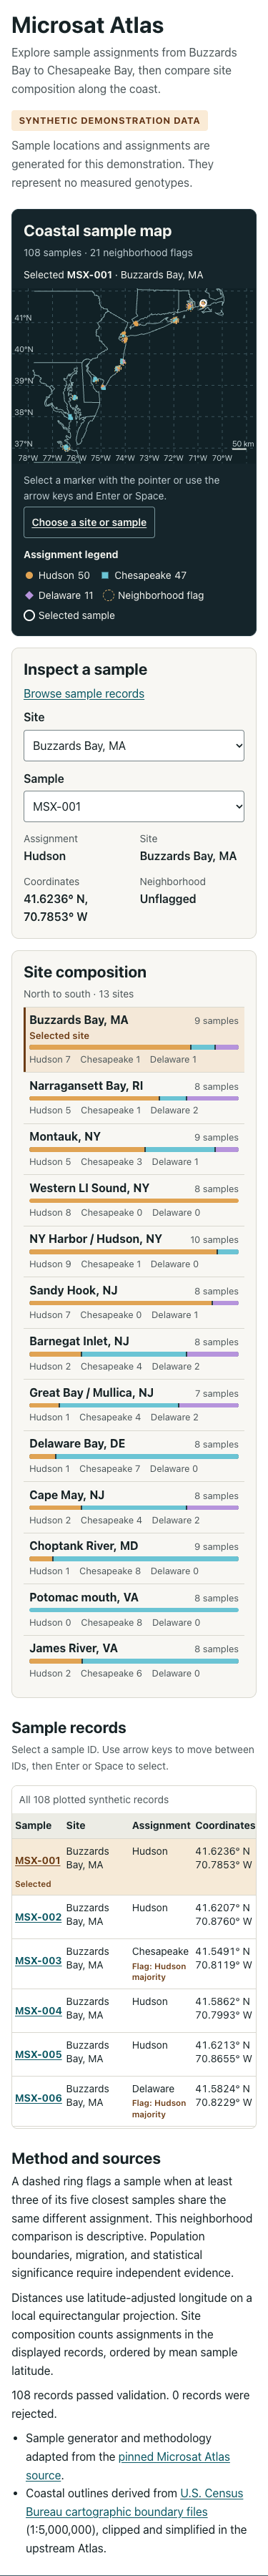 Microsat Atlas
Explore sample assignments from Buzzards
Bay to Chesapeake Bay, then compare site
composition along the coast.
SYNTHETIC DEMONSTRATION DATA
Sample locations and assignments are
generated for this demonstration. They
represent no measured genotypes.
Coastal sample map
108 samples · 21 neighborhood flags
Selected MSX-001 · Buzzards Bay, MA
41°N
40°N
39°N
38°N
37°N
78°W 77°W 76°W 75°W 74°W 73°W 72°W 71°W 70°W
50 km
Select a marker with the pointer or use the
arrow keys and Enter or Space.
Choose a site or sample
Assignment legend
Hudson 50 Chesapeake 47
Delaware 11 Neighborhood flag
Selected sample
Inspect a sample
Browse sample records
Site
Buzzards Bay, MA
Sample
MSX-001
Assignment Site
Hudson Buzzards Bay, MA
Coordinates Neighborhood
41.6236° N, Unflagged
70.7853° W
Site composition
North to south · 13 sites
Buzzards Bay, MA 9 samples
Selected site
Hudson 7 Chesapeake 1 Delaware 1
Narragansett Bay, RI 8 samples
Hudson 5 Chesapeake 1 Delaware 2
Montauk, NY 9 samples
Hudson 5 Chesapeake 3 Delaware 1
Western LI Sound, NY 8 samples
Hudson 8 Chesapeake 0 Delaware 0
NY Harbor / Hudson, NY 10 samples
Hudson 9 Chesapeake 1 Delaware 0
Sandy Hook, NJ 8 samples
Hudson 7 Chesapeake 0 Delaware 1
Barnegat Inlet, NJ 8 samples
Hudson 2 Chesapeake 4 Delaware 2
Great Bay / Mullica, NJ 7 samples
Hudson 1 Chesapeake 4 Delaware 2
Delaware Bay, DE 8 samples
Hudson 1 Chesapeake 7 Delaware 0
Cape May, NJ 8 samples
Hudson 2 Chesapeake 4 Delaware 2
Choptank River, MD 9 samples
Hudson 1 Chesapeake 8 Delaware 0
Potomac mouth, VA 8 samples
Hudson 0 Chesapeake 8 Delaware 0
James River, VA 8 samples
Hudson 2 Chesapeake 6 Delaware 0
Sample records
Select a sample ID. Use arrow keys to move between
IDs, then Enter or Space to select.
All 108 plotted synthetic records
Sample Site Assignment Coordinates
MSX-001 Buzzards Bay, MA Hudson 41.6236° N 70.7853° W
Selected
MSX-002 Buzzards Bay, MA Hudson 41.6207° N 70.8760° W
MSX-003 Buzzards Bay, MA Chesapeake 41.5491° N 70.8119° W
Flag: Hudson majority
MSX-004 Buzzards Bay, MA Hudson 41.5862° N 70.7993° W
MSX-005 Buzzards Bay, MA Hudson 41.6213° N 70.8655° W
MSX-006 Buzzards Bay, MA Delaware 41.5824° N 70.8229° W
Flag: Hudson majority
Method and sources
A dashed ring flags a sample when at least
three of its five closest samples share the
same different assignment. This neighborhood
comparison is descriptive. Population
boundaries, migration, and statistical
significance require independent evidence.
Distances use latitude-adjusted longitude on a
local equirectangular projection. Site
composition counts assignments in the
displayed records, ordered by mean sample
latitude.
108 records passed validation. 0 records were
rejected.
• Sample generator and methodology
adapted from the pinned Microsat Atlas
source.
• Coastal outlines derived from U.S. Census
Bureau cartographic boundary files
(1:5,000,000), clipped and simplified in the
upstream Atlas.